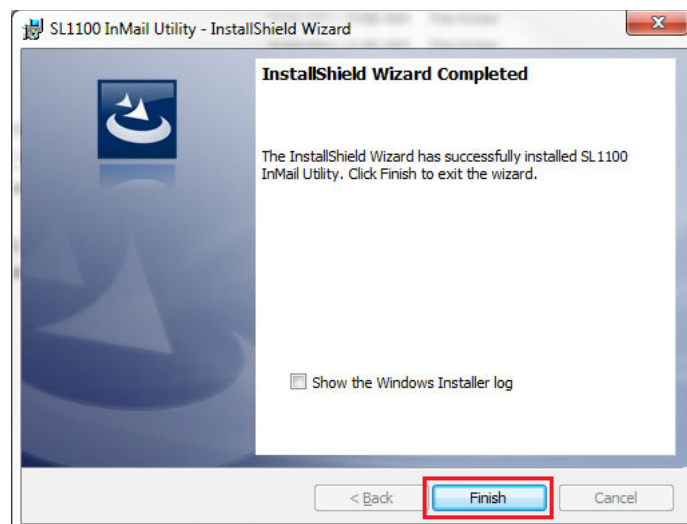 SL1100 InMail Utility - InstallShield Wizard
InstallShield Wizard Completed
The InstallShield Wizard has successfully installed SL1100
InMail Utility. Click Finish to exit the wizard.
Show the Windows Installer log
< Back
Finish
Cancel